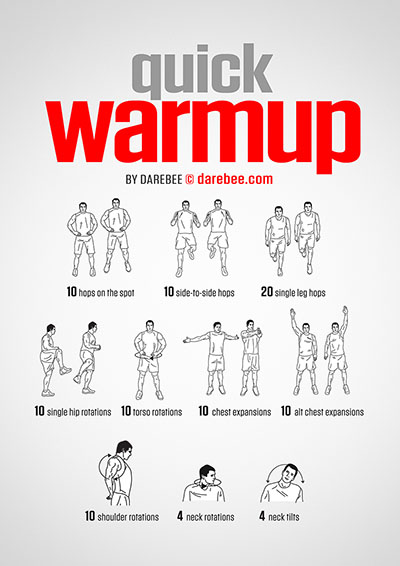 quick
warmup
BY DAREBEE © darebee.com
10 hops on the spot
10 side-to-side hops
20 single leg hops
10 single hip rotations
10 torso rotations
10 chest expansions
10 alt chest expansions
10 shoulder rotations
4 neck rotations
4 neck tilts